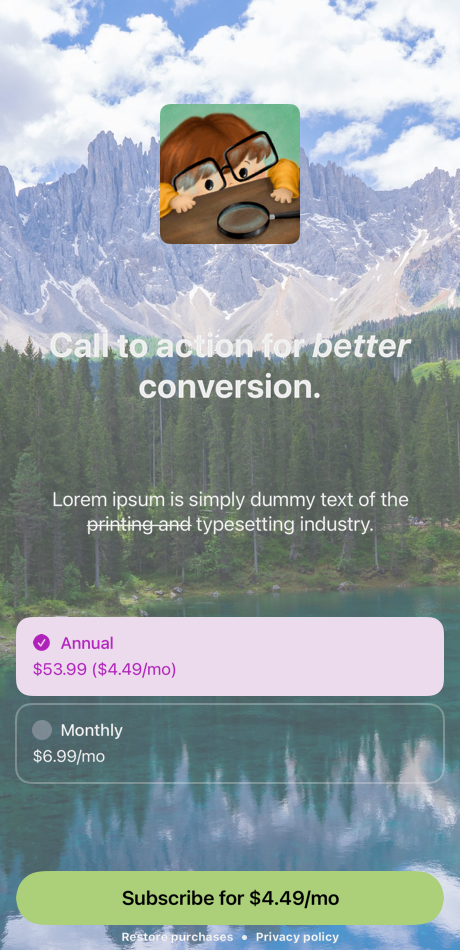 Call to action for better
conversion.
Lorem ipsum is simply dummy text of the
printing and typesetting industry.
Annual
$53.99 ($4.49/mo)
Monthly
$6.99/mo
Subscribe for $4.49/mo
Restore purchases • Privacy policy